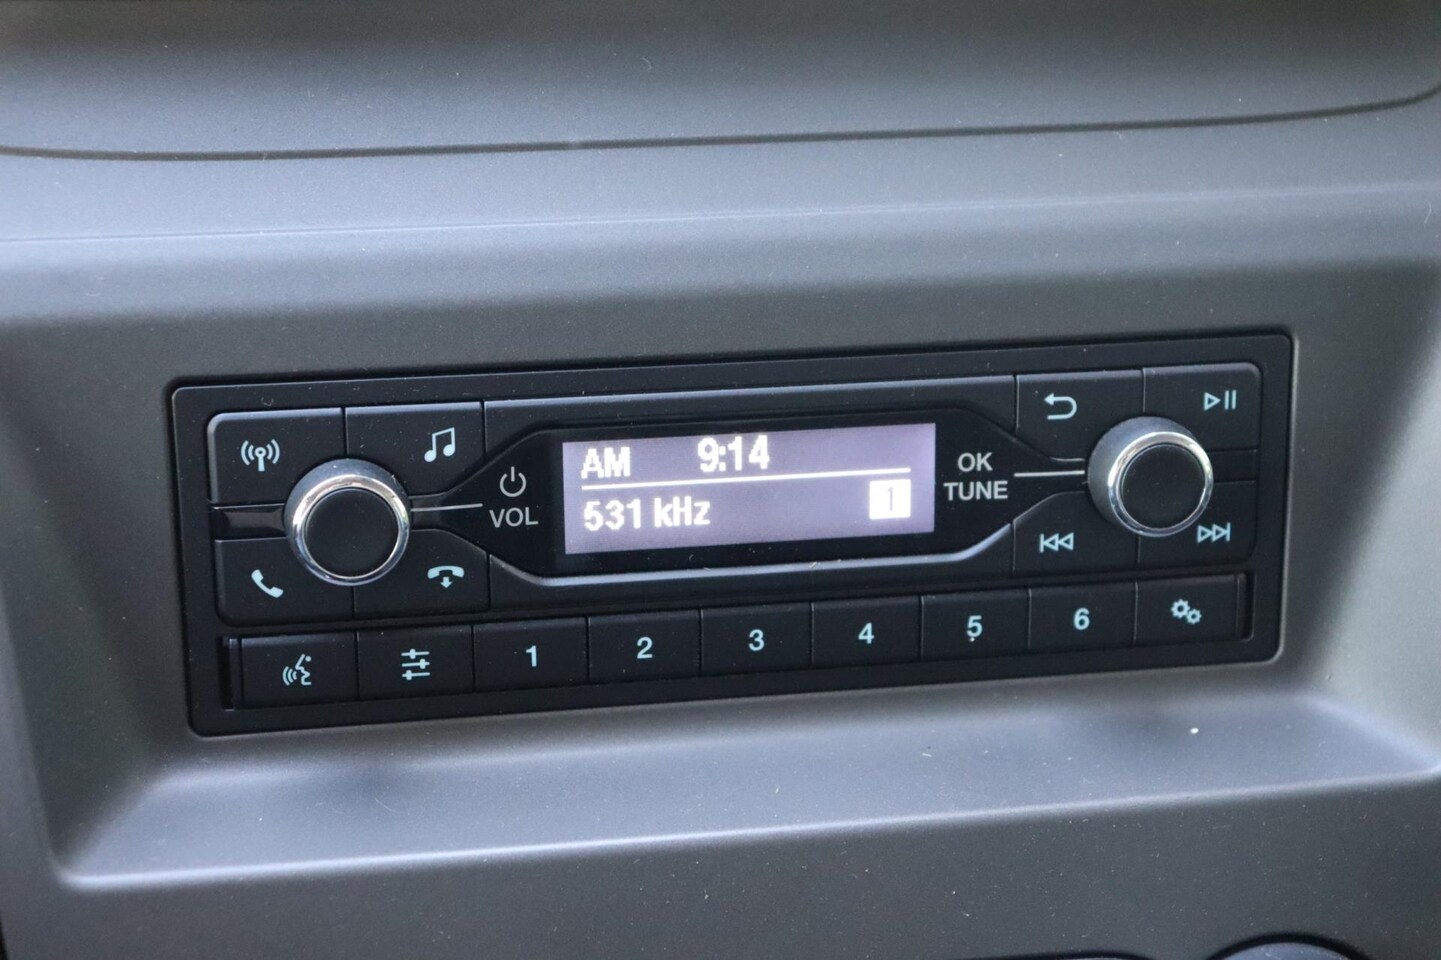 AM 9:14
531 kHz 1
VOL
OK
TUNE
1 2 3 4 5 6